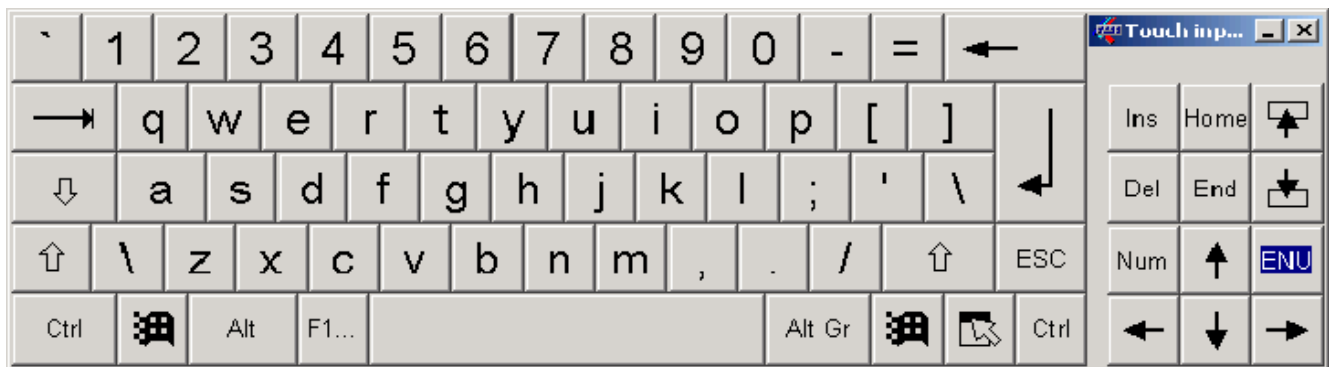 ` 1 2 3 4 5 6 7 8 9 0 - = Touch inp...
q w e r t y u i o p [ ] Ins Home
a s d f g h j k l ; ' \ Del End
\ z x c v b n m , . / ESC Num ENU
Ctrl Alt F1... Alt Gr Ctrl